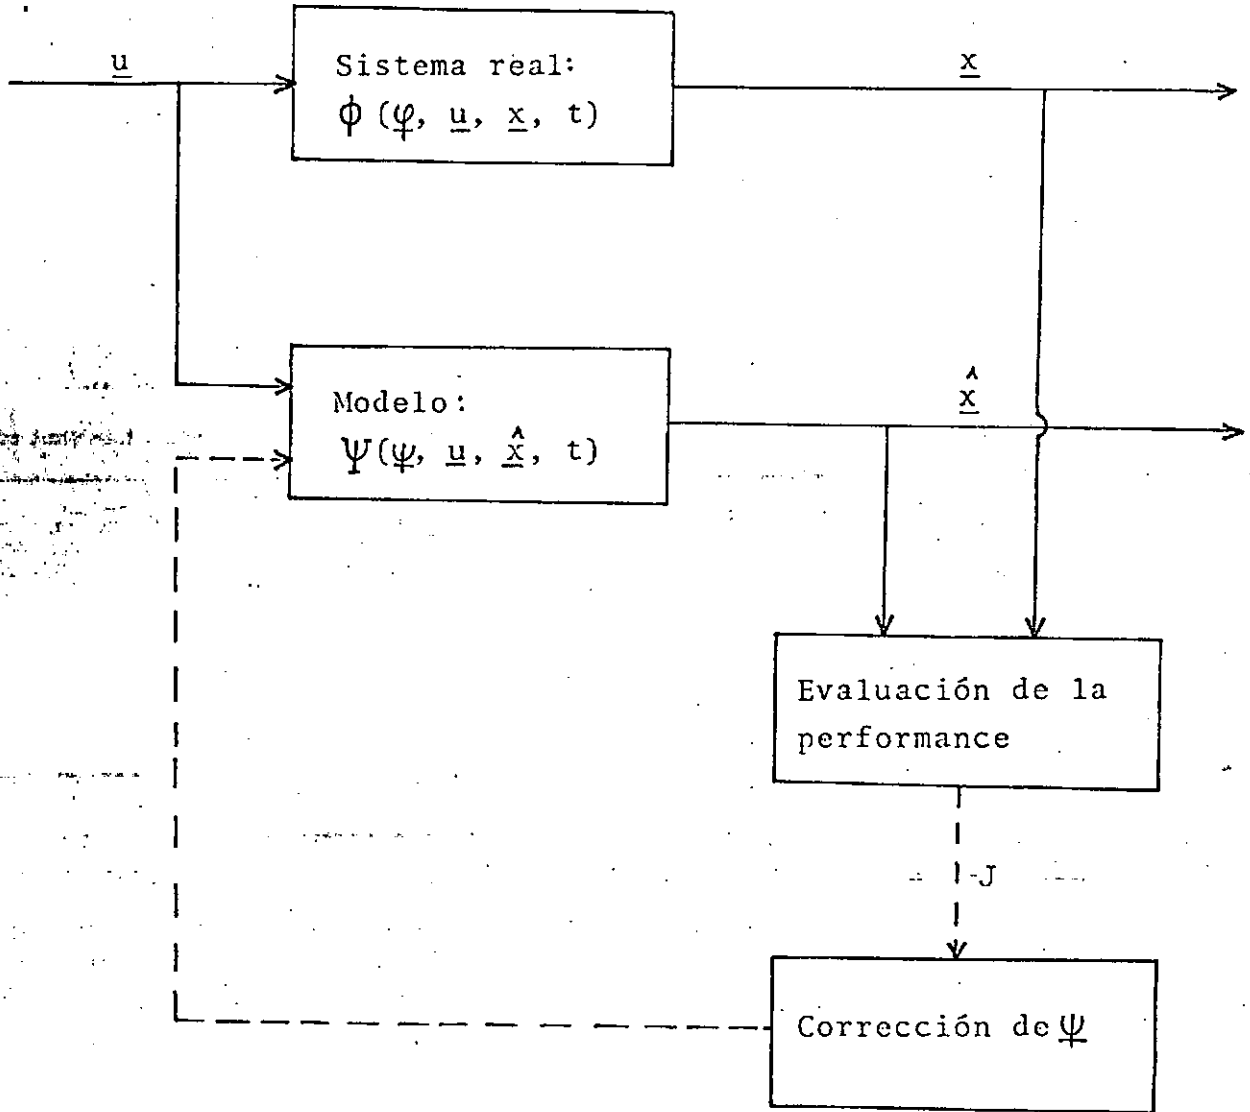 u
Sistema real:
ϕ (φ, u, x, t)
x
Modelo:
Ψ(ψ, u, x̂, t)
x̂
Evaluación de la
performance
J
Corrección de ψ